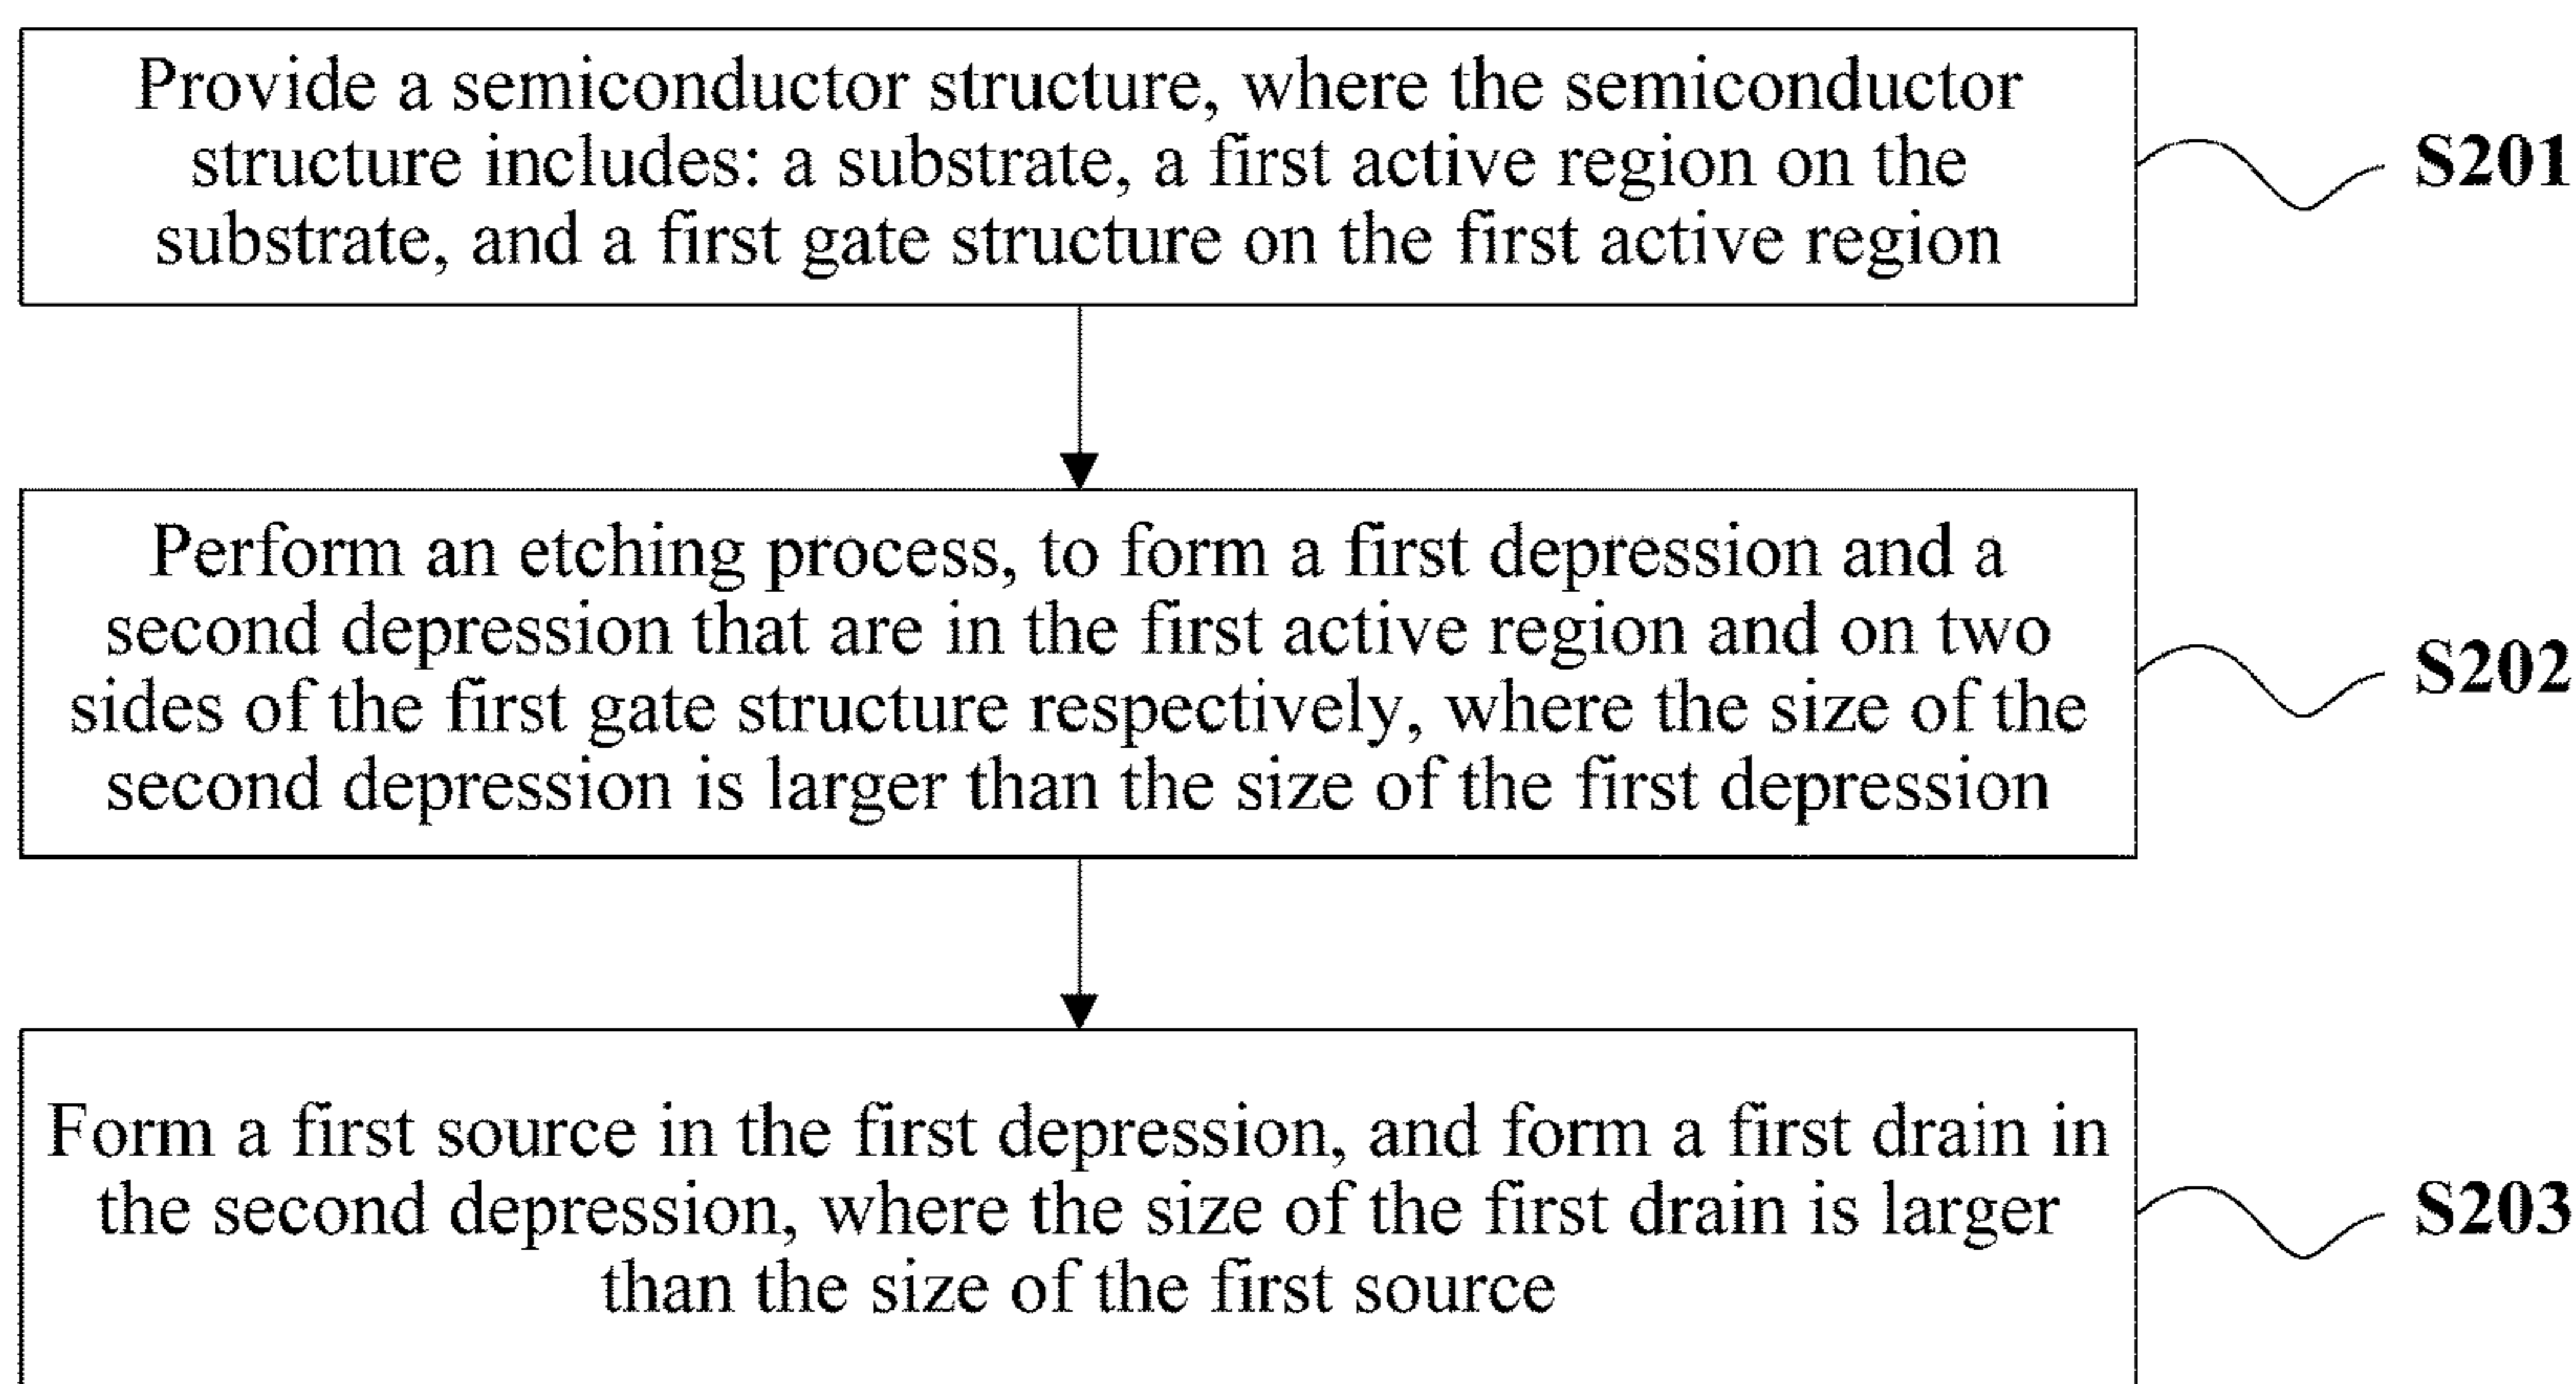 Provide a semiconductor structure, where the semiconductor
structure includes: a substrate, a first active region on the
substrate, and a first gate structure on the first active region
S201
Perform an etching process, to form a first depression and a
second depression that are in the first active region and on two
sides of the first gate structure respectively, where the size of the
second depression is larger than the size of the first depression
S202
Form a first source in the first depression, and form a first drain in
the second depression, where the size of the first drain is larger
than the size of the first source
S203